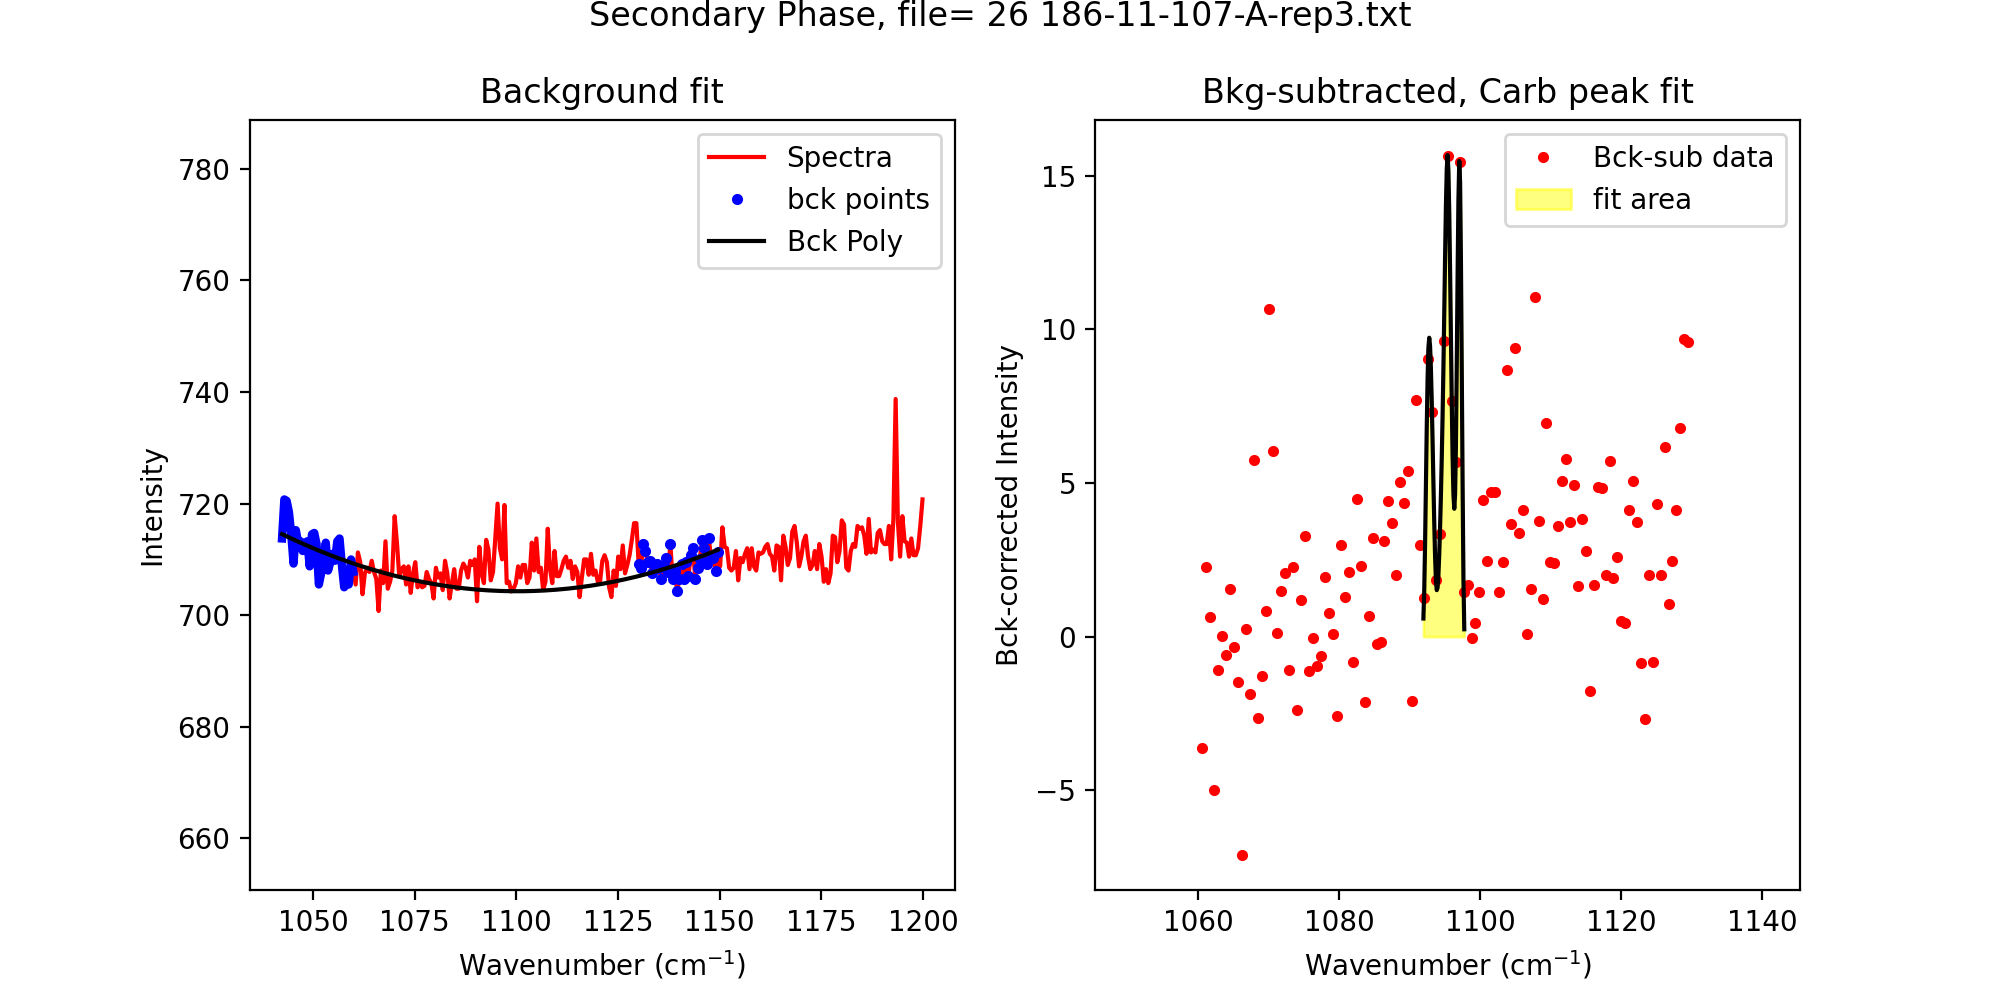 Secondary Phase, file= 26 186-11-107-A-rep3.txt
Background fit
Spectra
bck points
Bck Poly
Intensity
780
760
740
720
700
680
660
1050 1075 1100 1125 1150 1175 1200
Wavenumber (cm⁻¹)
Bkg-subtracted, Carb peak fit
Bck-sub data
fit area
Bck-corrected Intensity
15
10
5
0
−5
1060 1080 1100 1120 1140
Wavenumber (cm⁻¹)